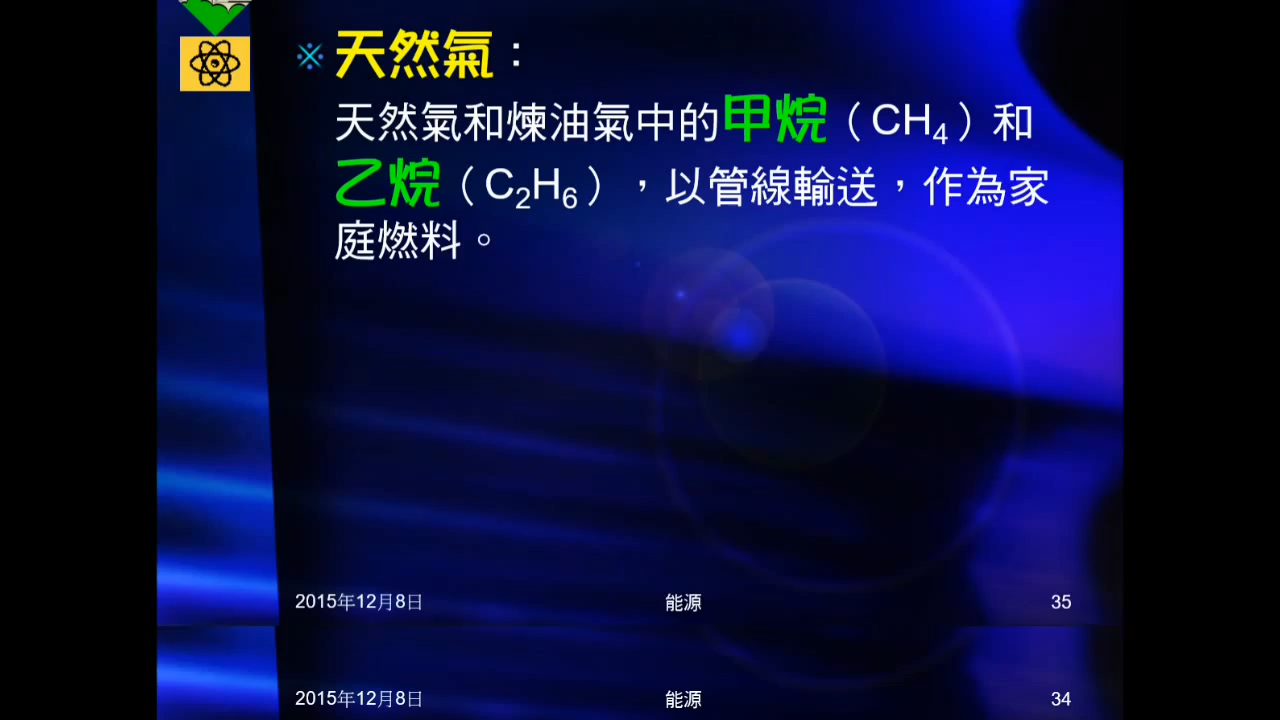 ※天然氣：
天然氣和煉油氣中的甲烷（CH₄）和
乙烷（C₂H₆），以管線輸送，作為家
庭燃料。
2015年12月8日 能源 35
2015年12月8日 能源 34